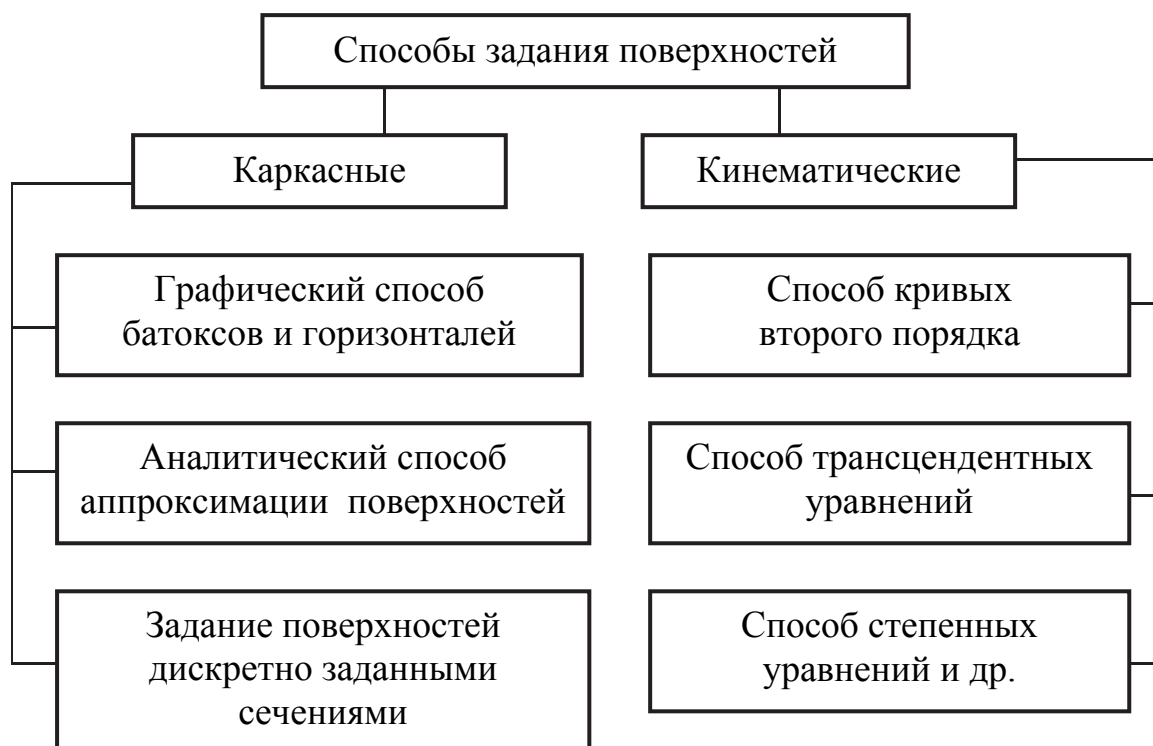 Способы задания поверхностей
Каркасные
Кинематические
Графический способ
батоксов и горизонталей
Способ кривых
второго порядка
Аналитический способ
аппроксимации поверхностей
Способ трансцендентных
уравнений
Задание поверхностей
дискретно заданными
сечениями
Способ степенных
уравнений и др.